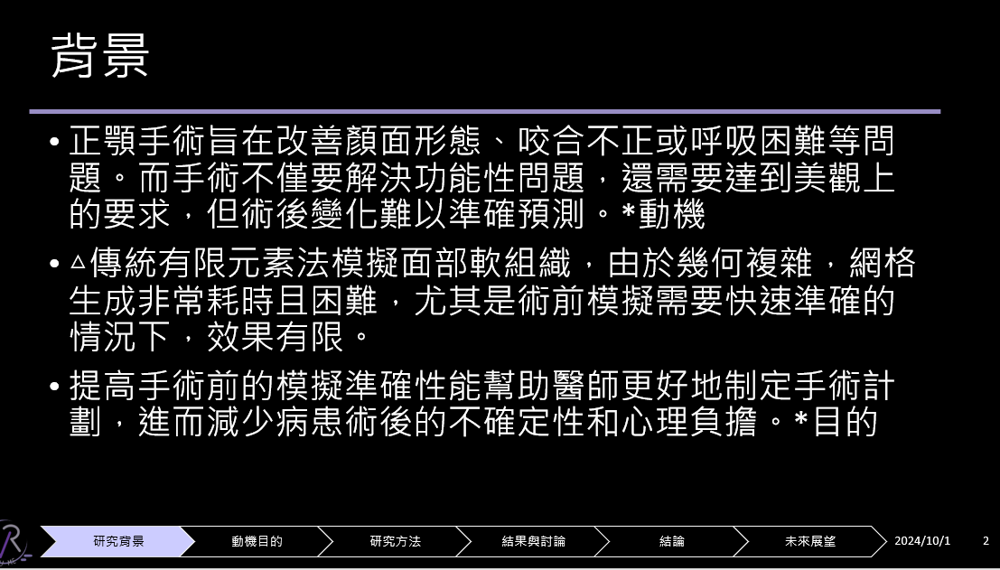 背景
• 正顎手術旨在改善顏面形態、咬合不正或呼吸困難等問
題。而手術不僅要解決功能性問題，還需要達到美觀上
的要求，但術後變化難以準確預測。*動機
• △傳統有限元素法模擬面部軟組織，由於幾何複雜，網格
生成非常耗時且困難，尤其是術前模擬需要快速準確的
情況下，效果有限。
• 提高手術前的模擬準確性能幫助醫師更好地制定手術計
劃，進而減少病患術後的不確定性和心理負擔。*目的
研究背景
動機目的
研究方法
結果與討論
結論
未來展望
2024/10/1
2